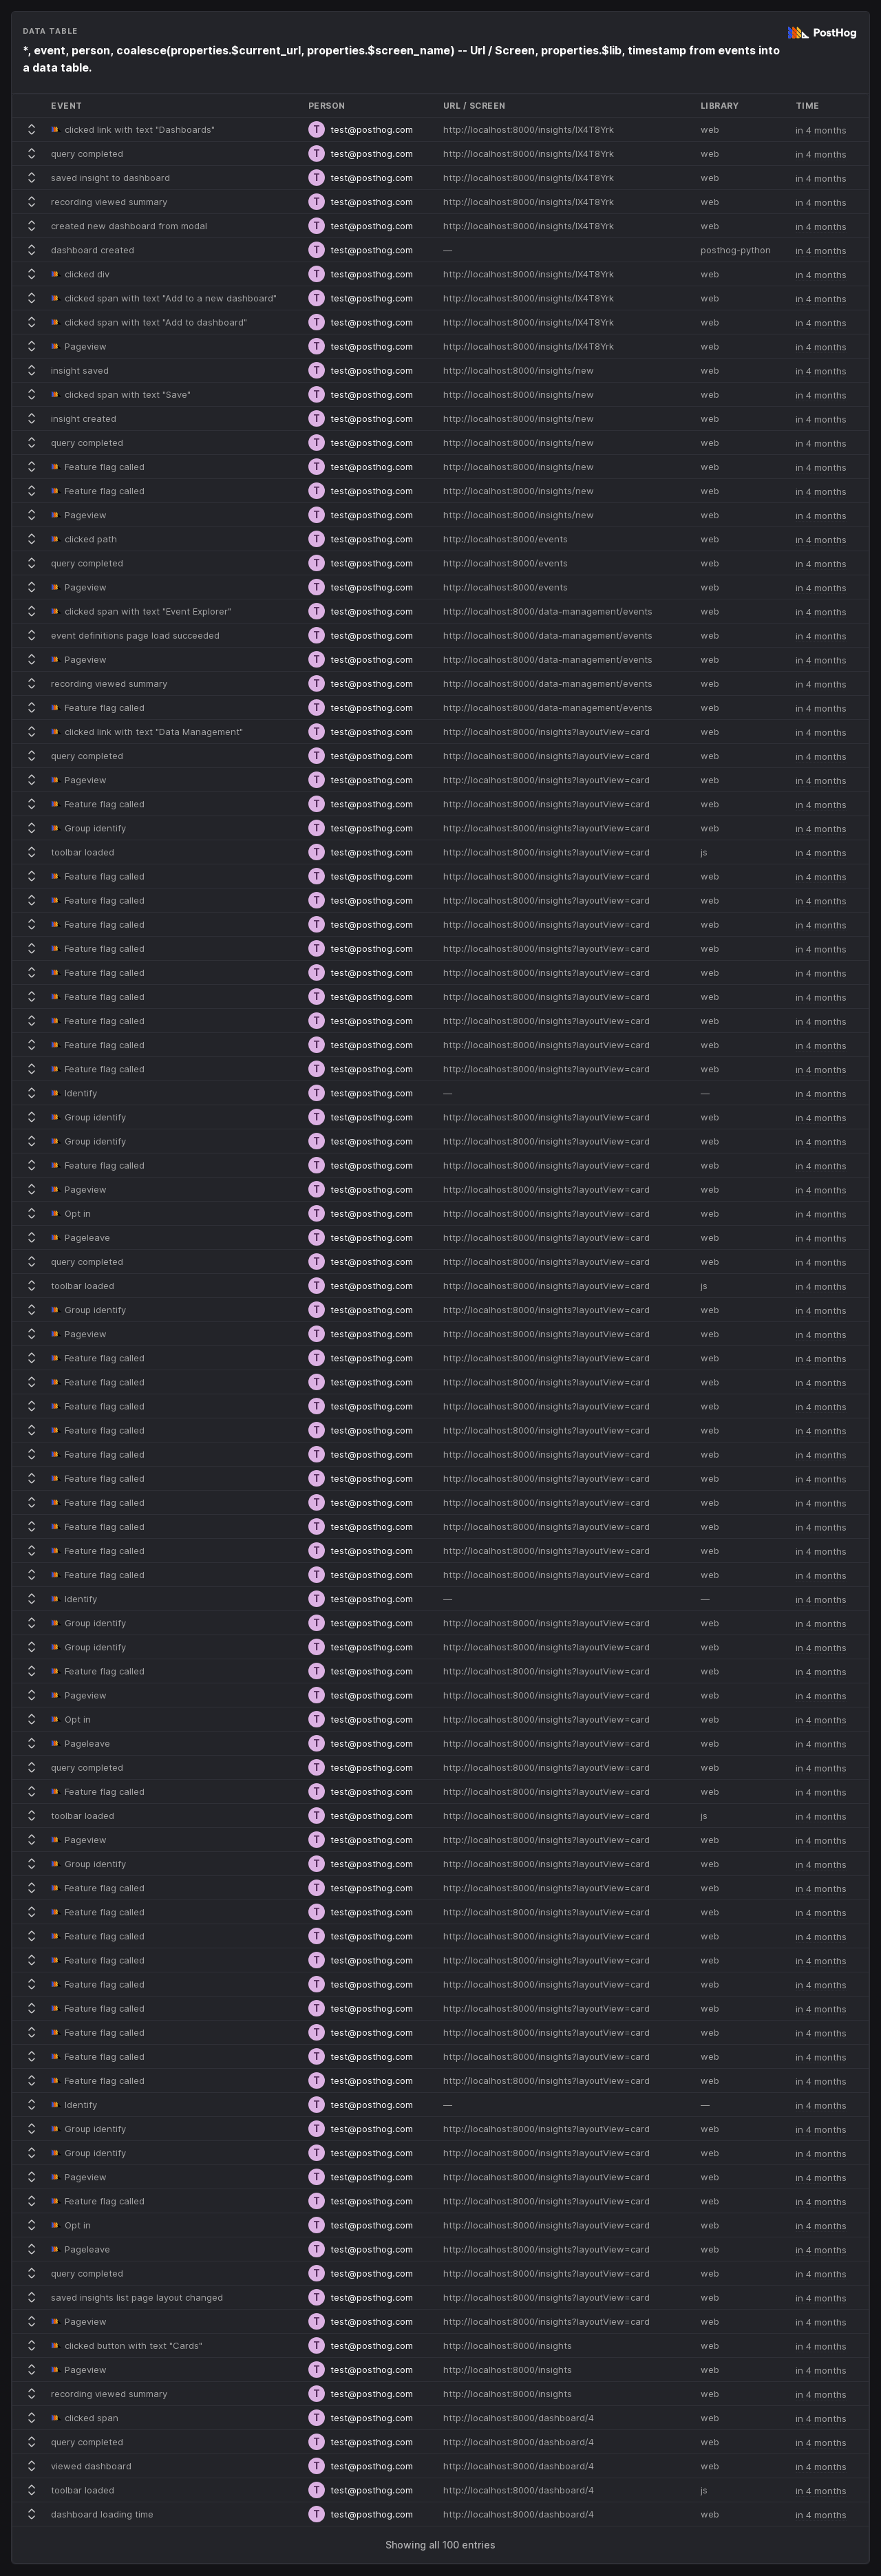 DATA TABLE
PostHog
*, event, person, coalesce(properties.$current_url, properties.$screen_name) -- Url / Screen, properties.$lib, timestamp from events into
a data table.
EVENT PERSON URL / SCREEN LIBRARY TIME
clicked link with text "Dashboards" T test@posthog.com http://localhost:8000/insights/IX4T8Yrk web in 4 months
query completed T test@posthog.com http://localhost:8000/insights/IX4T8Yrk web in 4 months
saved insight to dashboard T test@posthog.com http://localhost:8000/insights/IX4T8Yrk web in 4 months
recording viewed summary T test@posthog.com http://localhost:8000/insights/IX4T8Yrk web in 4 months
created new dashboard from modal T test@posthog.com http://localhost:8000/insights/IX4T8Yrk web in 4 months
dashboard created T test@posthog.com — posthog-python in 4 months
clicked div T test@posthog.com http://localhost:8000/insights/IX4T8Yrk web in 4 months
clicked span with text "Add to a new dashboard" T test@posthog.com http://localhost:8000/insights/IX4T8Yrk web in 4 months
clicked span with text "Add to dashboard" T test@posthog.com http://localhost:8000/insights/IX4T8Yrk web in 4 months
Pageview T test@posthog.com http://localhost:8000/insights/IX4T8Yrk web in 4 months
insight saved T test@posthog.com http://localhost:8000/insights/new web in 4 months
clicked span with text "Save" T test@posthog.com http://localhost:8000/insights/new web in 4 months
insight created T test@posthog.com http://localhost:8000/insights/new web in 4 months
query completed T test@posthog.com http://localhost:8000/insights/new web in 4 months
Feature flag called T test@posthog.com http://localhost:8000/insights/new web in 4 months
Feature flag called T test@posthog.com http://localhost:8000/insights/new web in 4 months
Pageview T test@posthog.com http://localhost:8000/insights/new web in 4 months
clicked path T test@posthog.com http://localhost:8000/events web in 4 months
query completed T test@posthog.com http://localhost:8000/events web in 4 months
Pageview T test@posthog.com http://localhost:8000/events web in 4 months
clicked span with text "Event Explorer" T test@posthog.com http://localhost:8000/data-management/events web in 4 months
event definitions page load succeeded T test@posthog.com http://localhost:8000/data-management/events web in 4 months
Pageview T test@posthog.com http://localhost:8000/data-management/events web in 4 months
recording viewed summary T test@posthog.com http://localhost:8000/data-management/events web in 4 months
Feature flag called T test@posthog.com http://localhost:8000/data-management/events web in 4 months
clicked link with text "Data Management" T test@posthog.com http://localhost:8000/insights?layoutView=card web in 4 months
query completed T test@posthog.com http://localhost:8000/insights?layoutView=card web in 4 months
Pageview T test@posthog.com http://localhost:8000/insights?layoutView=card web in 4 months
Feature flag called T test@posthog.com http://localhost:8000/insights?layoutView=card web in 4 months
Group identify T test@posthog.com http://localhost:8000/insights?layoutView=card web in 4 months
toolbar loaded T test@posthog.com http://localhost:8000/insights?layoutView=card js in 4 months
Feature flag called T test@posthog.com http://localhost:8000/insights?layoutView=card web in 4 months
Feature flag called T test@posthog.com http://localhost:8000/insights?layoutView=card web in 4 months
Feature flag called T test@posthog.com http://localhost:8000/insights?layoutView=card web in 4 months
Feature flag called T test@posthog.com http://localhost:8000/insights?layoutView=card web in 4 months
Feature flag called T test@posthog.com http://localhost:8000/insights?layoutView=card web in 4 months
Feature flag called T test@posthog.com http://localhost:8000/insights?layoutView=card web in 4 months
Feature flag called T test@posthog.com http://localhost:8000/insights?layoutView=card web in 4 months
Feature flag called T test@posthog.com http://localhost:8000/insights?layoutView=card web in 4 months
Feature flag called T test@posthog.com http://localhost:8000/insights?layoutView=card web in 4 months
Identify T test@posthog.com — — in 4 months
Group identify T test@posthog.com http://localhost:8000/insights?layoutView=card web in 4 months
Group identify T test@posthog.com http://localhost:8000/insights?layoutView=card web in 4 months
Feature flag called T test@posthog.com http://localhost:8000/insights?layoutView=card web in 4 months
Pageview T test@posthog.com http://localhost:8000/insights?layoutView=card web in 4 months
Opt in T test@posthog.com http://localhost:8000/insights?layoutView=card web in 4 months
Pageleave T test@posthog.com http://localhost:8000/insights?layoutView=card web in 4 months
query completed T test@posthog.com http://localhost:8000/insights?layoutView=card web in 4 months
toolbar loaded T test@posthog.com http://localhost:8000/insights?layoutView=card js in 4 months
Group identify T test@posthog.com http://localhost:8000/insights?layoutView=card web in 4 months
Pageview T test@posthog.com http://localhost:8000/insights?layoutView=card web in 4 months
Feature flag called T test@posthog.com http://localhost:8000/insights?layoutView=card web in 4 months
Feature flag called T test@posthog.com http://localhost:8000/insights?layoutView=card web in 4 months
Feature flag called T test@posthog.com http://localhost:8000/insights?layoutView=card web in 4 months
Feature flag called T test@posthog.com http://localhost:8000/insights?layoutView=card web in 4 months
Feature flag called T test@posthog.com http://localhost:8000/insights?layoutView=card web in 4 months
Feature flag called T test@posthog.com http://localhost:8000/insights?layoutView=card web in 4 months
Feature flag called T test@posthog.com http://localhost:8000/insights?layoutView=card web in 4 months
Feature flag called T test@posthog.com http://localhost:8000/insights?layoutView=card web in 4 months
Feature flag called T test@posthog.com http://localhost:8000/insights?layoutView=card web in 4 months
Feature flag called T test@posthog.com http://localhost:8000/insights?layoutView=card web in 4 months
Identify T test@posthog.com — — in 4 months
Group identify T test@posthog.com http://localhost:8000/insights?layoutView=card web in 4 months
Group identify T test@posthog.com http://localhost:8000/insights?layoutView=card web in 4 months
Feature flag called T test@posthog.com http://localhost:8000/insights?layoutView=card web in 4 months
Pageview T test@posthog.com http://localhost:8000/insights?layoutView=card web in 4 months
Opt in T test@posthog.com http://localhost:8000/insights?layoutView=card web in 4 months
Pageleave T test@posthog.com http://localhost:8000/insights?layoutView=card web in 4 months
query completed T test@posthog.com http://localhost:8000/insights?layoutView=card web in 4 months
Feature flag called T test@posthog.com http://localhost:8000/insights?layoutView=card web in 4 months
toolbar loaded T test@posthog.com http://localhost:8000/insights?layoutView=card js in 4 months
Pageview T test@posthog.com http://localhost:8000/insights?layoutView=card web in 4 months
Group identify T test@posthog.com http://localhost:8000/insights?layoutView=card web in 4 months
Feature flag called T test@posthog.com http://localhost:8000/insights?layoutView=card web in 4 months
Feature flag called T test@posthog.com http://localhost:8000/insights?layoutView=card web in 4 months
Feature flag called T test@posthog.com http://localhost:8000/insights?layoutView=card web in 4 months
Feature flag called T test@posthog.com http://localhost:8000/insights?layoutView=card web in 4 months
Feature flag called T test@posthog.com http://localhost:8000/insights?layoutView=card web in 4 months
Feature flag called T test@posthog.com http://localhost:8000/insights?layoutView=card web in 4 months
Feature flag called T test@posthog.com http://localhost:8000/insights?layoutView=card web in 4 months
Feature flag called T test@posthog.com http://localhost:8000/insights?layoutView=card web in 4 months
Feature flag called T test@posthog.com http://localhost:8000/insights?layoutView=card web in 4 months
Identify T test@posthog.com — — in 4 months
Group identify T test@posthog.com http://localhost:8000/insights?layoutView=card web in 4 months
Group identify T test@posthog.com http://localhost:8000/insights?layoutView=card web in 4 months
Pageview T test@posthog.com http://localhost:8000/insights?layoutView=card web in 4 months
Feature flag called T test@posthog.com http://localhost:8000/insights?layoutView=card web in 4 months
Opt in T test@posthog.com http://localhost:8000/insights?layoutView=card web in 4 months
Pageleave T test@posthog.com http://localhost:8000/insights?layoutView=card web in 4 months
query completed T test@posthog.com http://localhost:8000/insights?layoutView=card web in 4 months
saved insights list page layout changed T test@posthog.com http://localhost:8000/insights?layoutView=card web in 4 months
Pageview T test@posthog.com http://localhost:8000/insights?layoutView=card web in 4 months
clicked button with text "Cards" T test@posthog.com http://localhost:8000/insights web in 4 months
Pageview T test@posthog.com http://localhost:8000/insights web in 4 months
recording viewed summary T test@posthog.com http://localhost:8000/insights web in 4 months
clicked span T test@posthog.com http://localhost:8000/dashboard/4 web in 4 months
query completed T test@posthog.com http://localhost:8000/dashboard/4 web in 4 months
viewed dashboard T test@posthog.com http://localhost:8000/dashboard/4 web in 4 months
toolbar loaded T test@posthog.com http://localhost:8000/dashboard/4 js in 4 months
dashboard loading time T test@posthog.com http://localhost:8000/dashboard/4 web in 4 months
Showing all 100 entries